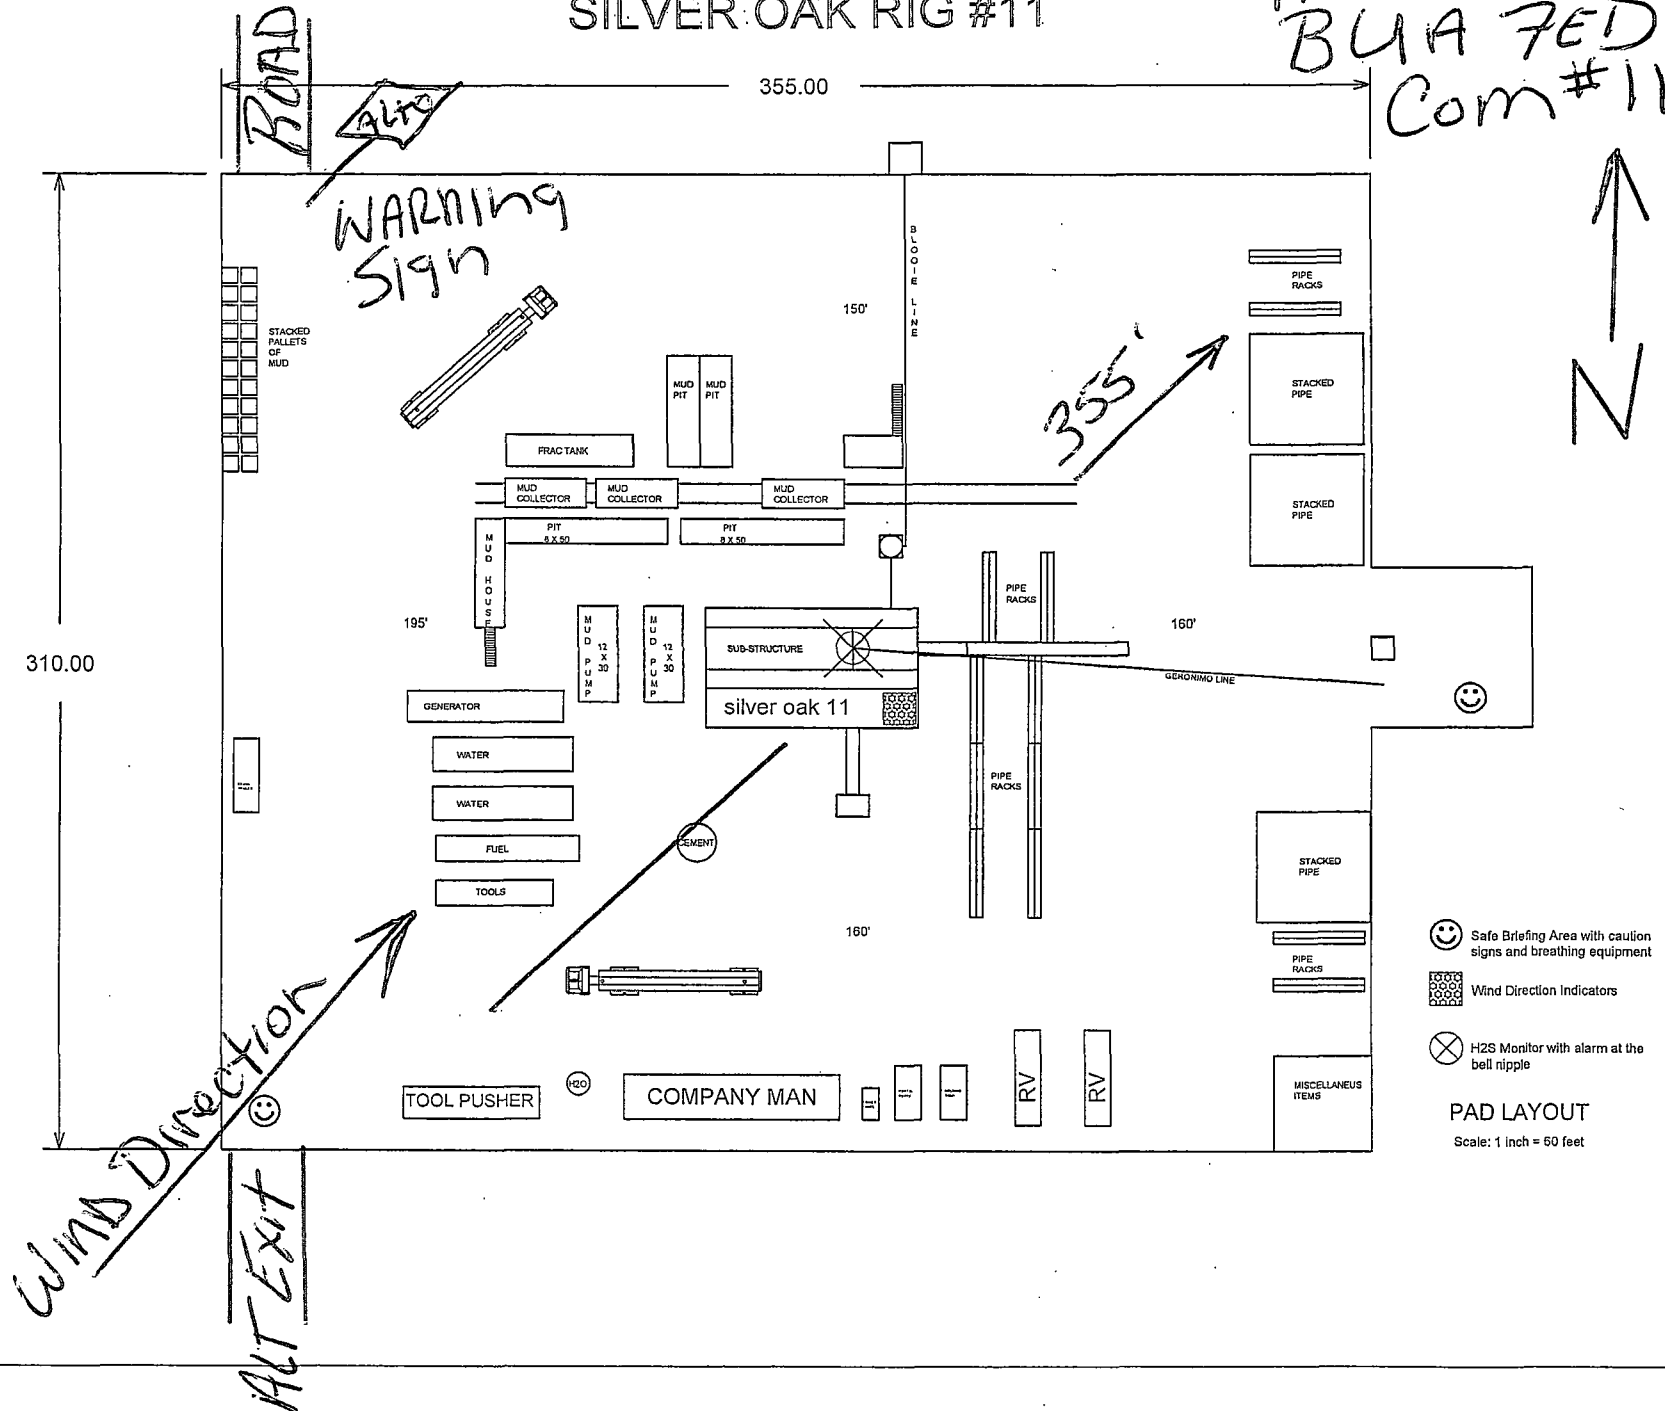 SILVER OAK RIG #11
BUA FED
Com #11
ROAD
355.00
ALTO
WARNING
Sign
BLOOIE LINE
150'
PIPE
RACKS
STACKED
PALLETS
OF
MUD
355'
N
MUD
PIT
MUD
PIT
STACKED
PIPE
FRAC TANK
MUD
COLLECTOR
MUD
COLLECTOR
MUD
COLLECTOR
STACKED
PIPE
PIT
8 X 50
PIT
8 X 50
MUD HOUSE
PIPE
RACKS
195'
160'
310.00
MUD PUMP
12
X
30
MUD PUMP
12
X
30
SUB-STRUCTURE
GERONIMO LINE
GENERATOR
silver oak 11
WATER
PIPE
RACKS
WATER
FUEL
CEMENT
STACKED
PIPE
TOOLS
160'
Safe Briefing Area with caution
signs and breathing equipment
PIPE
RACKS
Wind Direction Indicators
WIND Direction
H2S Monitor with alarm at the
bell nipple
H2O
TOOL PUSHER
COMPANY MAN
RV
RV
MISCELLANEUS
ITEMS
PAD LAYOUT
Scale: 1 inch = 60 feet
ALT Exit